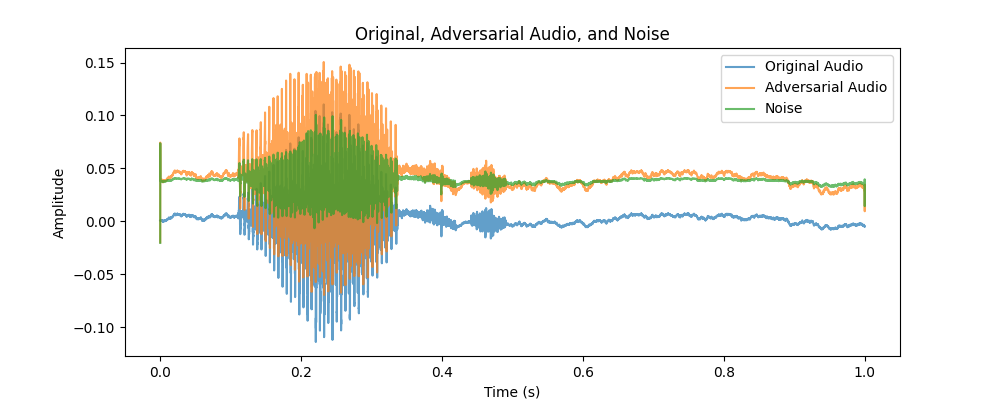 Original, Adversarial Audio, and Noise
Original Audio
Adversarial Audio
Noise
Amplitude
0.15
0.10
0.05
0.00
−0.05
−0.10
0.0 0.2 0.4 0.6 0.8 1.0
Time (s)